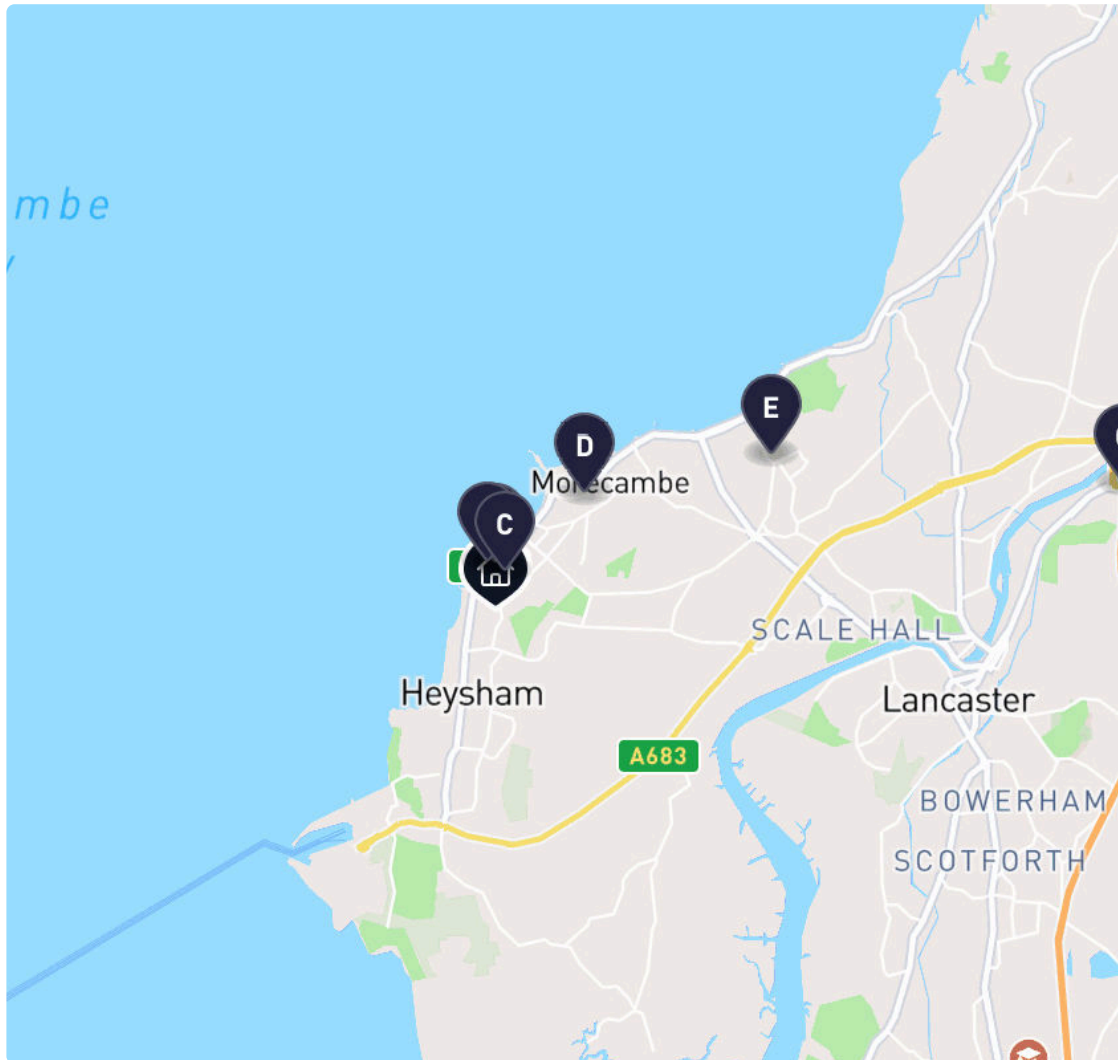 mbe
E
D
Morecambe
C
SCALE HALL
Heysham
Lancaster
A683
BOWERHAM
SCOTFORTH